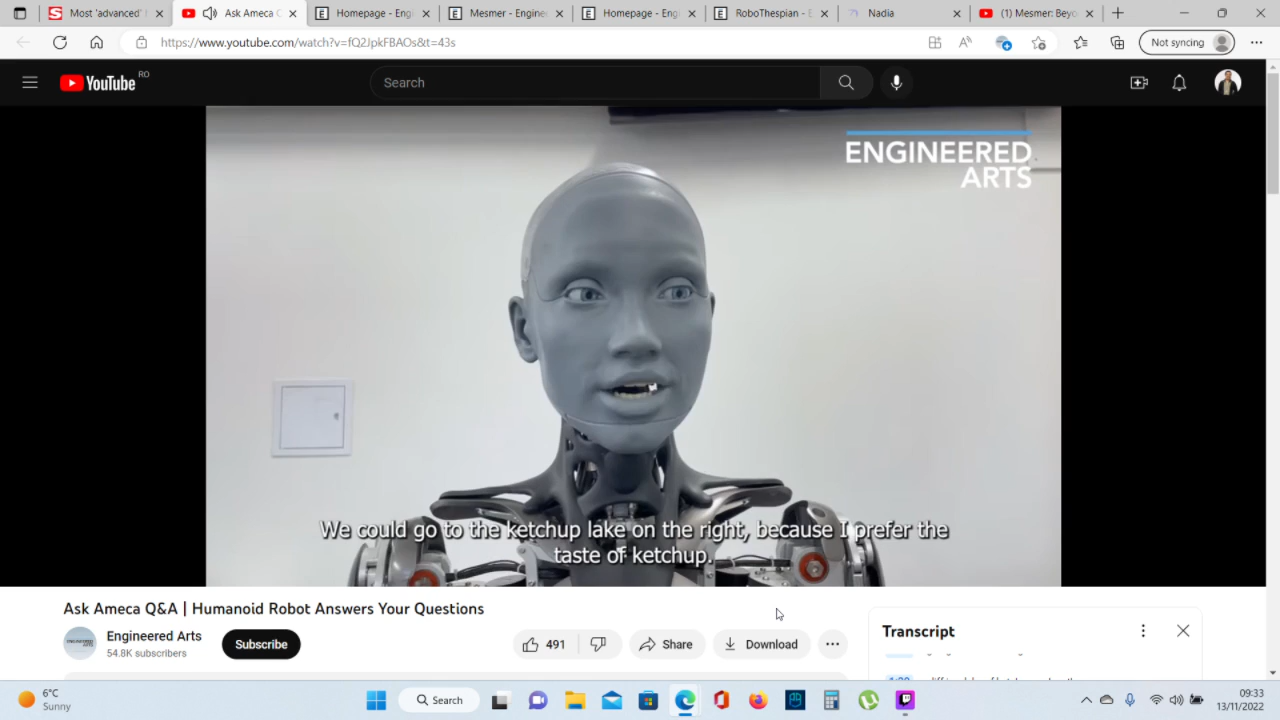 Most 'advanced'
Ask Ameca
Homepage - Eng
Mesmer - Enginee
Homepage - Eng
RoboThespian - E
Nadia
(1) Mesmer: Beyo
https://www.youtube.com/watch?v=fQ2JpkFBAOs&t=43s
Not syncing
YouTube RO
Search
ENGINEERED
ARTS
We could go to the ketchup lake on the right, because I prefer the
taste of ketchup.
Ask Ameca Q&A | Humanoid Robot Answers Your Questions
Engineered Arts
54.8K subscribers
Subscribe
491
Share
Download
Transcript
6°C
Sunny
Search
09:33
13/11/2022